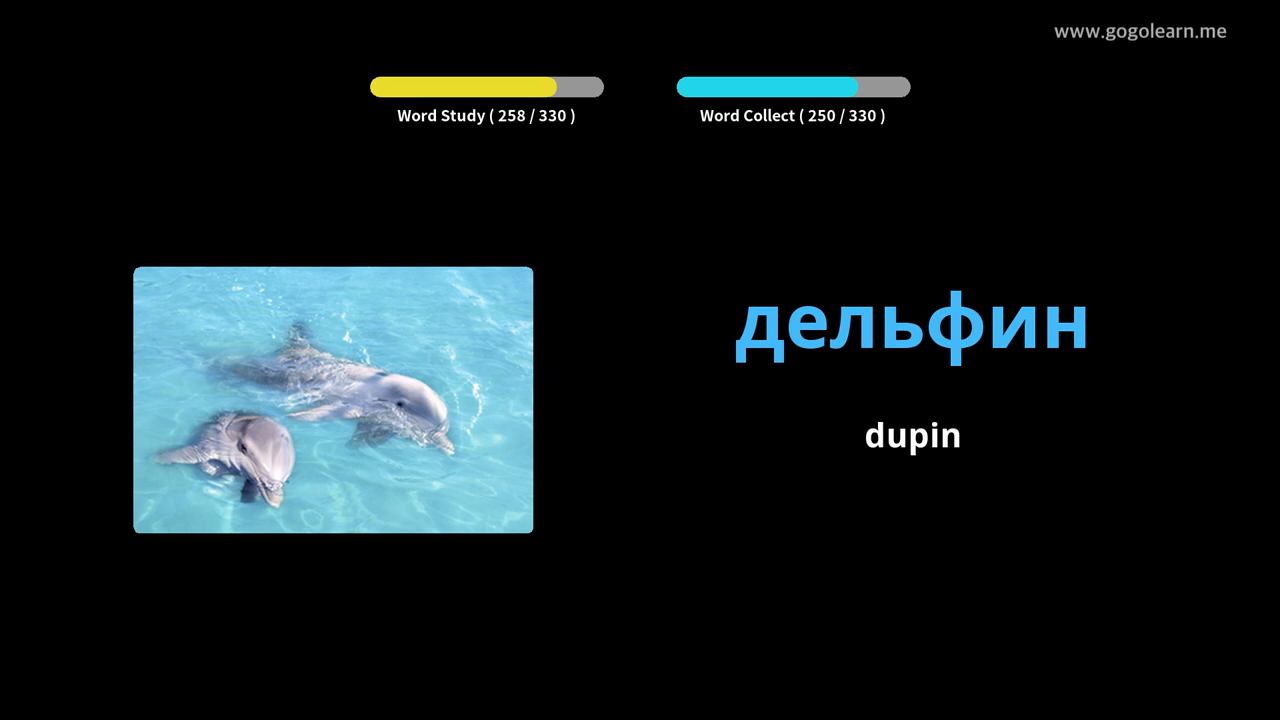 www.gogolearn.me
Word Study ( 258 / 330 )
Word Collect ( 250 / 330 )
дельфин
dupin